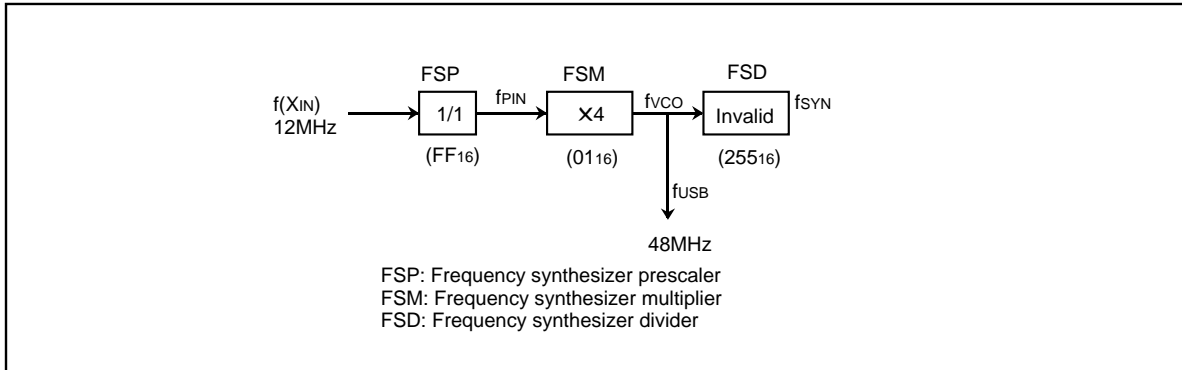 FSP FSM FSD
f(XIN) 12MHz
1/1
fPIN
×4
fVCO
Invalid
fSYN
(FF16) (0116) (25516)
fUSB
48MHz
FSP: Frequency synthesizer prescaler
FSM: Frequency synthesizer multiplier
FSD: Frequency synthesizer divider